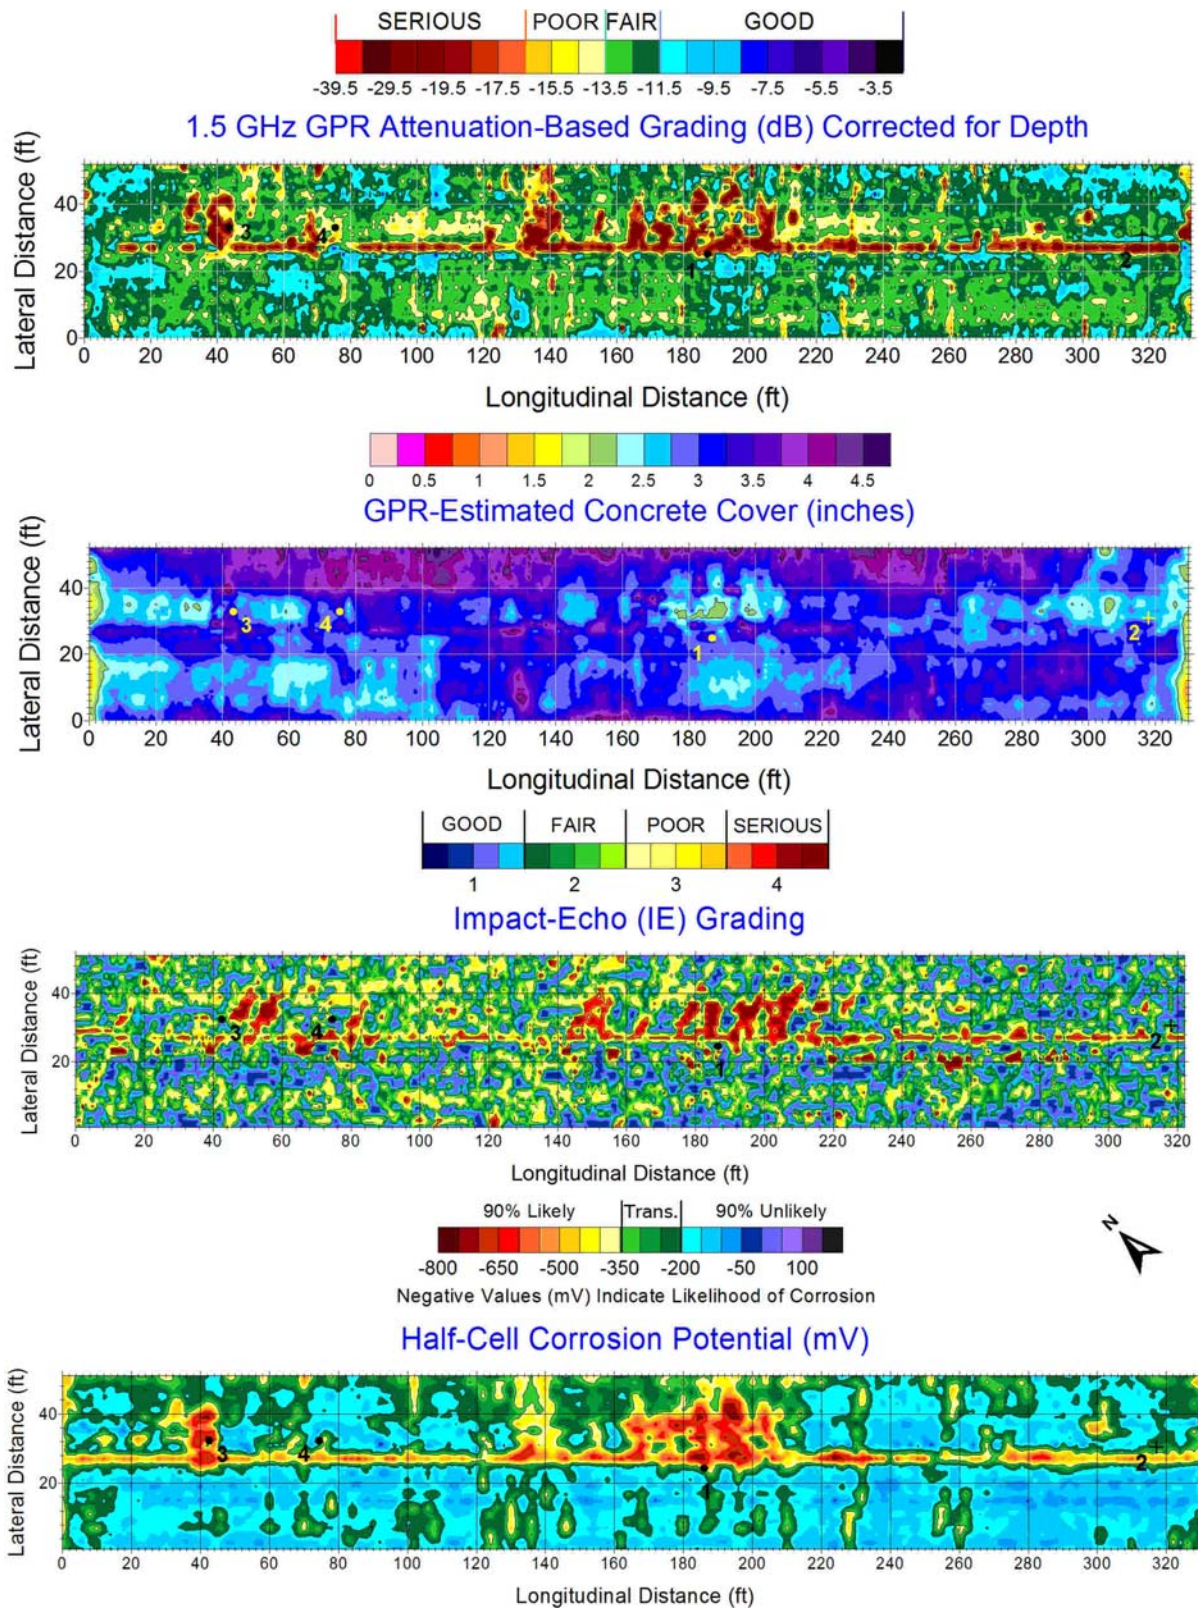 SERIOUS POOR FAIR GOOD
-39.5 -29.5 -19.5 -17.5 -15.5 -13.5 -11.5 -9.5 -7.5 -5.5 -3.5
1.5 GHz GPR Attenuation-Based Grading (dB) Corrected for Depth
Lateral Distance (ft)
40
20
0
3 4 1 2
0 20 40 60 80 100 120 140 160 180 200 220 240 260 280 300 320
Longitudinal Distance (ft)
0 0.5 1 1.5 2 2.5 3 3.5 4 4.5
GPR-Estimated Concrete Cover (inches)
Lateral Distance (ft)
40
20
0
3 4 1 2
0 20 40 60 80 100 120 140 160 180 200 220 240 260 280 300 320
Longitudinal Distance (ft)
GOOD FAIR POOR SERIOUS
1 2 3 4
Impact-Echo (IE) Grading
Lateral Distance (ft)
40
20
0
3 4 1 2
0 20 40 60 80 100 120 140 160 180 200 220 240 260 280 300 320
Longitudinal Distance (ft)
90% Likely Trans. 90% Unlikely
-800 -650 -500 -350 -200 -50 100
N
Negative Values (mV) Indicate Likelihood of Corrosion
Half-Cell Corrosion Potential (mV)
Lateral Distance (ft)
40
20
0
3 4 1 2
0 20 40 60 80 100 120 140 160 180 200 220 240 260 280 300 320
Longitudinal Distance (ft)